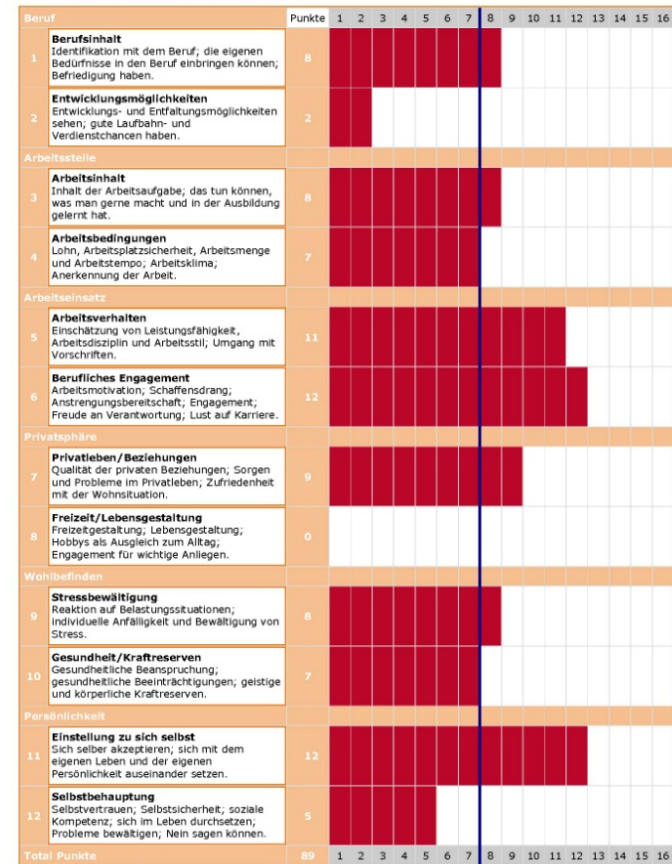 Beruf Punkte 1 2 3 4 5 6 7 8 9 10 11 12 13 14 15 16
Berufsinhalt
1 Identifikation mit dem Beruf; die eigenen 8
Bedürfnisse in den Beruf einbringen können;
Befriedigung haben.
Entwicklungsmöglichkeiten
2 Entwicklungs- und Entfaltungsmöglichkeiten 2
sehen; gute Laufbahn- und
Verdienstchancen haben.
Arbeitsstelle
Arbeitsinhalt
3 Inhalt der Arbeitsaufgabe; das tun können, 8
was man gerne macht und in der Ausbildung
gelernt hat.
Arbeitsbedingungen
4 Lohn, Arbeitsplatzsicherheit, Arbeitsmenge 7
und Arbeitstempo; Arbeitsklima;
Anerkennung der Arbeit.
Arbeitseinsatz
Arbeitsverhalten
5 Einschätzung von Leistungsfähigkeit, 11
Arbeitsdisziplin und Arbeitsstil; Umgang mit
Vorschriften.
Berufliches Engagement
6 Arbeitsmotivation; Schaffensdrang; 12
Anstrengungsbereitschaft; Engagement;
Freude an Verantwortung; Lust auf Karriere.
Privatsphäre
Privatleben/Beziehungen
7 Qualität der privaten Beziehungen; Sorgen 9
und Probleme im Privatleben; Zufriedenheit
mit der Wohnsituation.
Freizeit/Lebensgestaltung
8 Freizeitgestaltung; Lebensgestaltung; 0
Hobbys als Ausgleich zum Alltag;
Engagement für wichtige Anliegen.
Wohlbefinden
Stressbewältigung
9 Reaktion auf Belastungssituationen; 8
individuelle Anfälligkeit und Bewältigung von
Stress.
Gesundheit/Kraftreserven
10 Gesundheitliche Beanspruchung; 7
gesundheitliche Beeinträchtigungen; geistige
und körperliche Kraftreserven.
Persönlichkeit
Einstellung zu sich selbst
11 Sich selber akzeptieren; sich mit dem 12
eigenen Leben und der eigenen
Persönlichkeit auseinander setzen.
Selbstbehauptung
12 Selbstvertrauen; Selbstsicherheit; soziale 5
Kompetenz; sich im Leben durchsetzen;
Probleme bewältigen; Nein sagen können.
Total Punkte 89 1 2 3 4 5 6 7 8 9 10 11 12 13 14 15 16